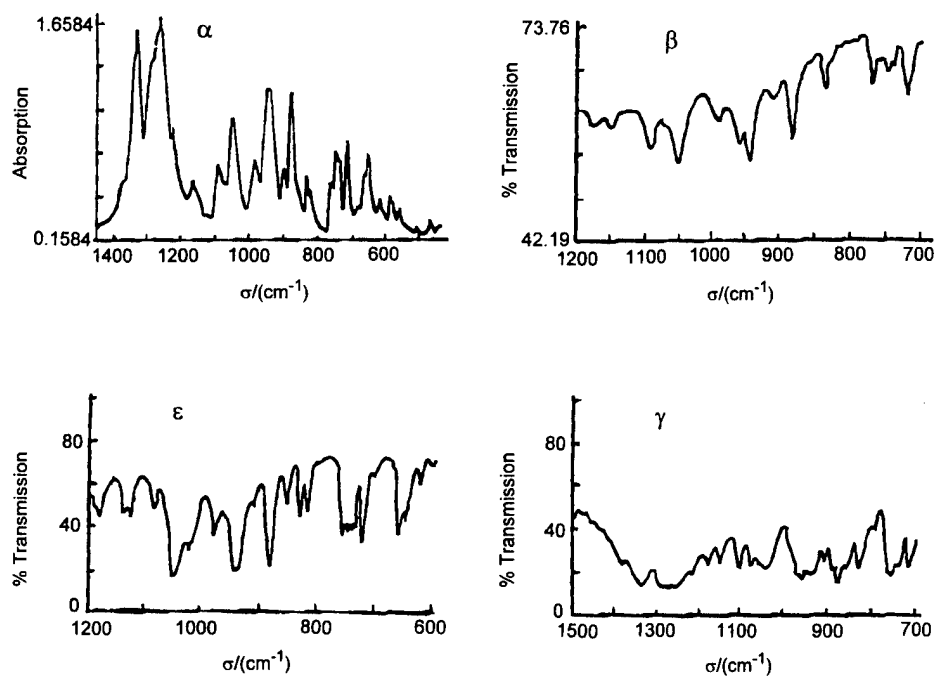 α
Absorption
1.6584
0.1584
1400 1200 1000 800 600
σ/(cm⁻¹)
β
% Transmission
73.76
42.19
1200 1100 1000 900 800 700
σ/(cm⁻¹)
ε
% Transmission
80
40
0
1200 1000 800 600
σ/(cm⁻¹)
γ
% Transmission
80
40
0
1500 1300 1100 900 700
σ/(cm⁻¹)